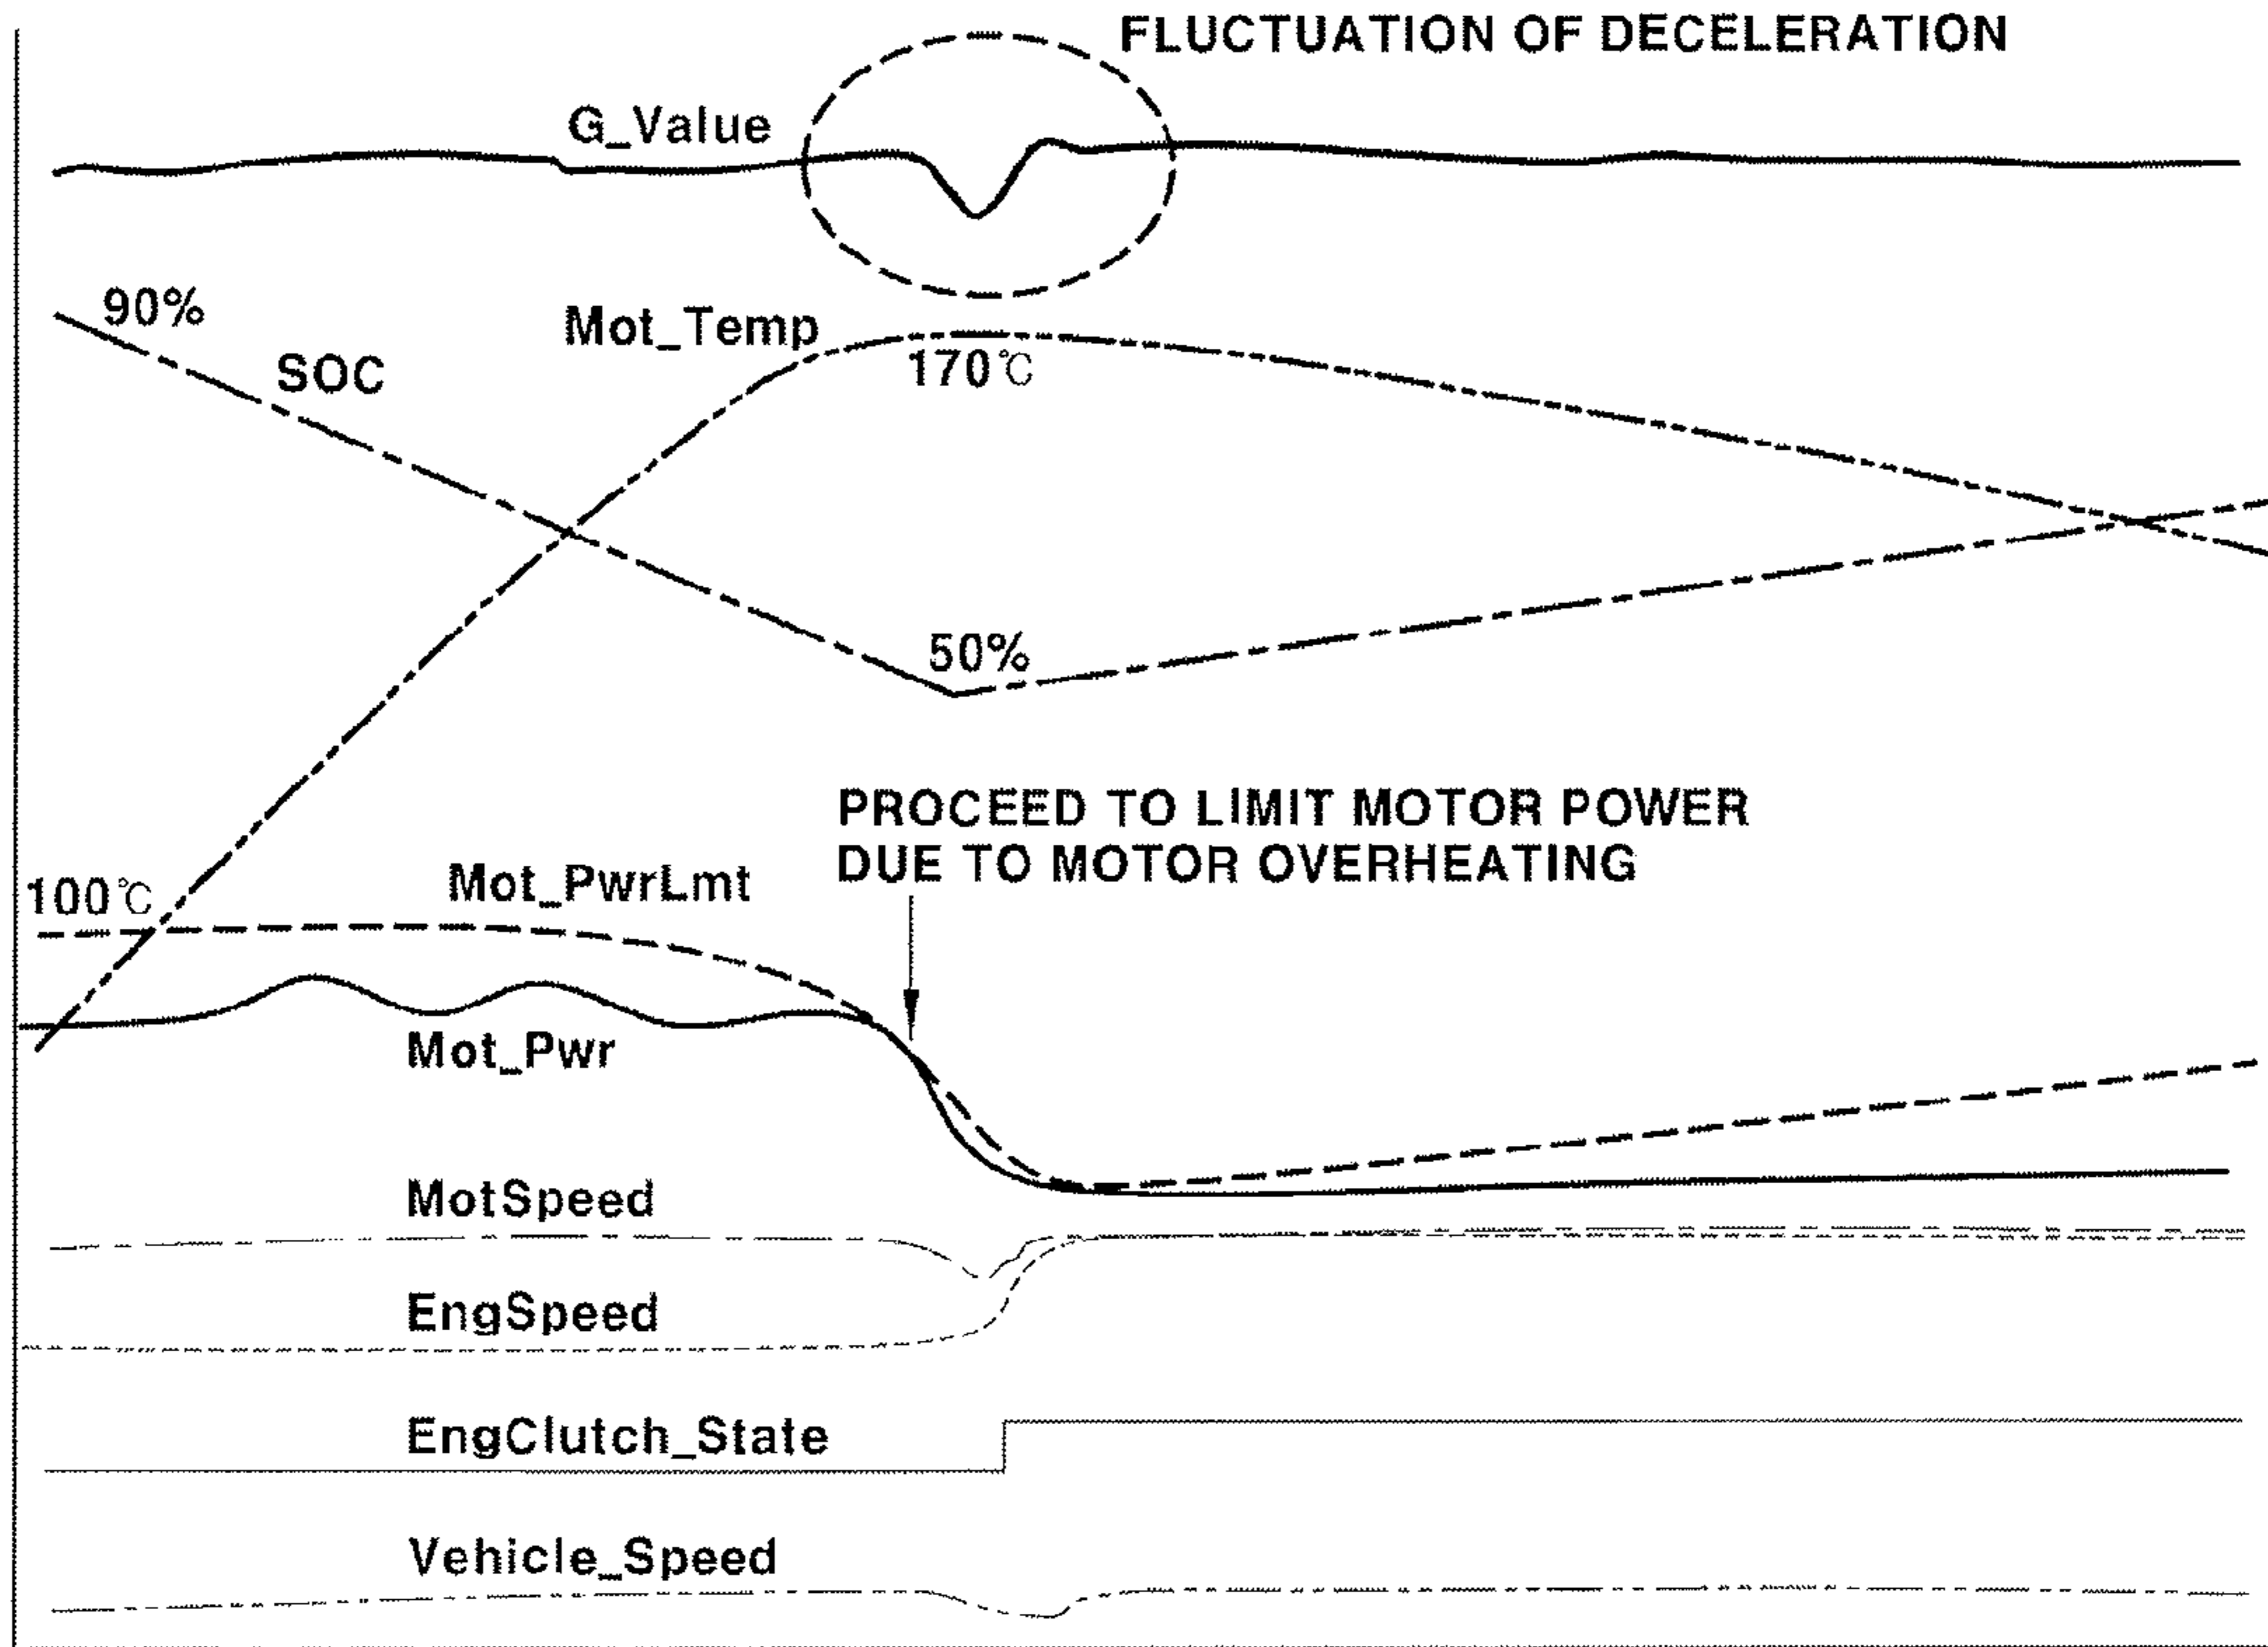 FLUCTUATION OF DECELERATION
G_Value
90%
Mot_Temp
SOC
170℃
50%
PROCEED TO LIMIT MOTOR POWER
DUE TO MOTOR OVERHEATING
100℃
Mot_PwrLmt
Mot_Pwr
MotSpeed
EngSpeed
EngClutch_State
Vehicle_Speed